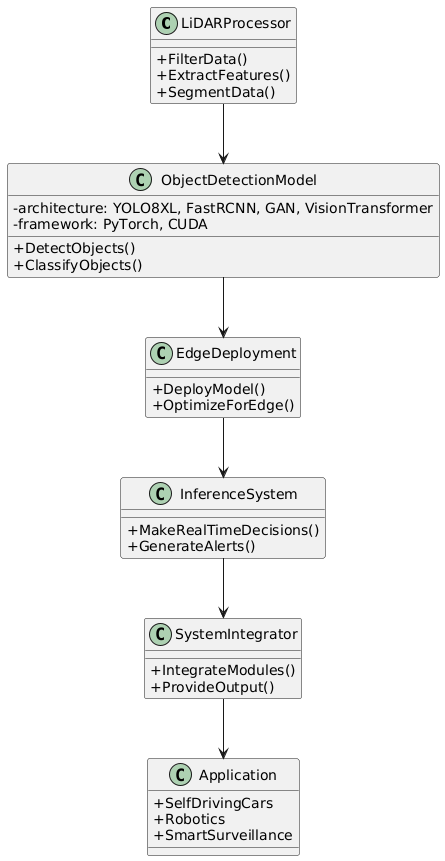 C LiDARProcessor
+FilterData()
+ExtractFeatures()
+SegmentData()
C ObjectDetectionModel
-architecture: YOLO8XL, FastRCNN, GAN, VisionTransformer
-framework: PyTorch, CUDA
+DetectObjects()
+ClassifyObjects()
C EdgeDeployment
+DeployModel()
+OptimizeForEdge()
C InferenceSystem
+MakeRealTimeDecisions()
+GenerateAlerts()
C SystemIntegrator
+IntegrateModules()
+ProvideOutput()
C Application
+SelfDrivingCars
+Robotics
+SmartSurveillance